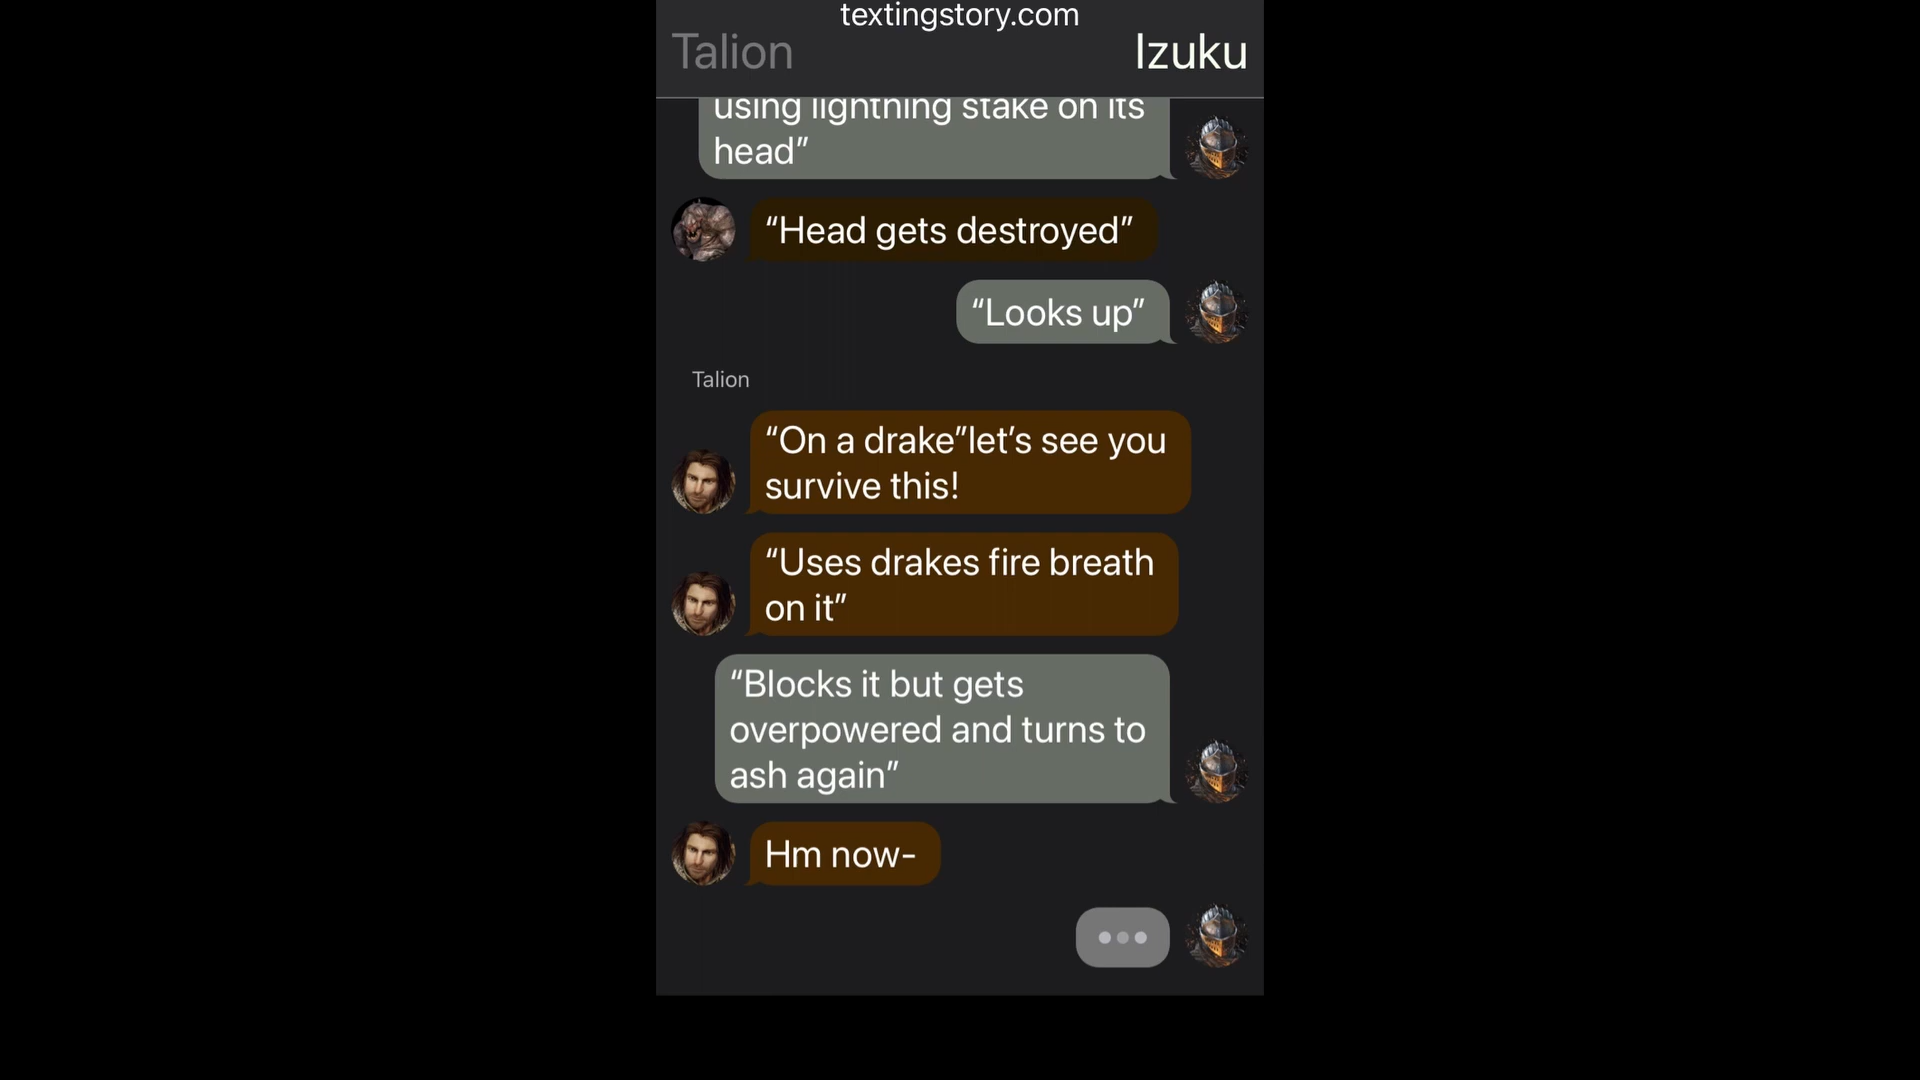 textingstory.com
Talion Izuku
using lightning stake on its
head”
“Head gets destroyed”
“Looks up”
Talion
“On a drake”let’s see you
survive this!
“Uses drakes fire breath
on it”
“Blocks it but gets
overpowered and turns to
ash again”
Hm now-